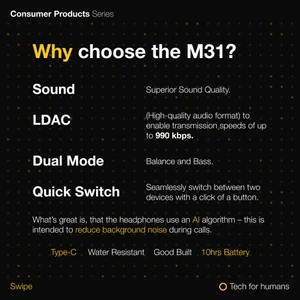 Consumer Products Series
Why choose the M31?
Sound
Superior Sound Quality.
LDAC
(High-quality audio format) to
enable transmission speeds of up
to 990 kbps.
Dual Mode
Balance and Bass.
Quick Switch
Seamlessly switch between two
devices with a click of a button.
What's great is, that the headphones use an AI algorithm – this is
intended to reduce background noise during calls.
Type-C Water Resistant Good Built 10hrs Battery
Swipe
Tech for humans